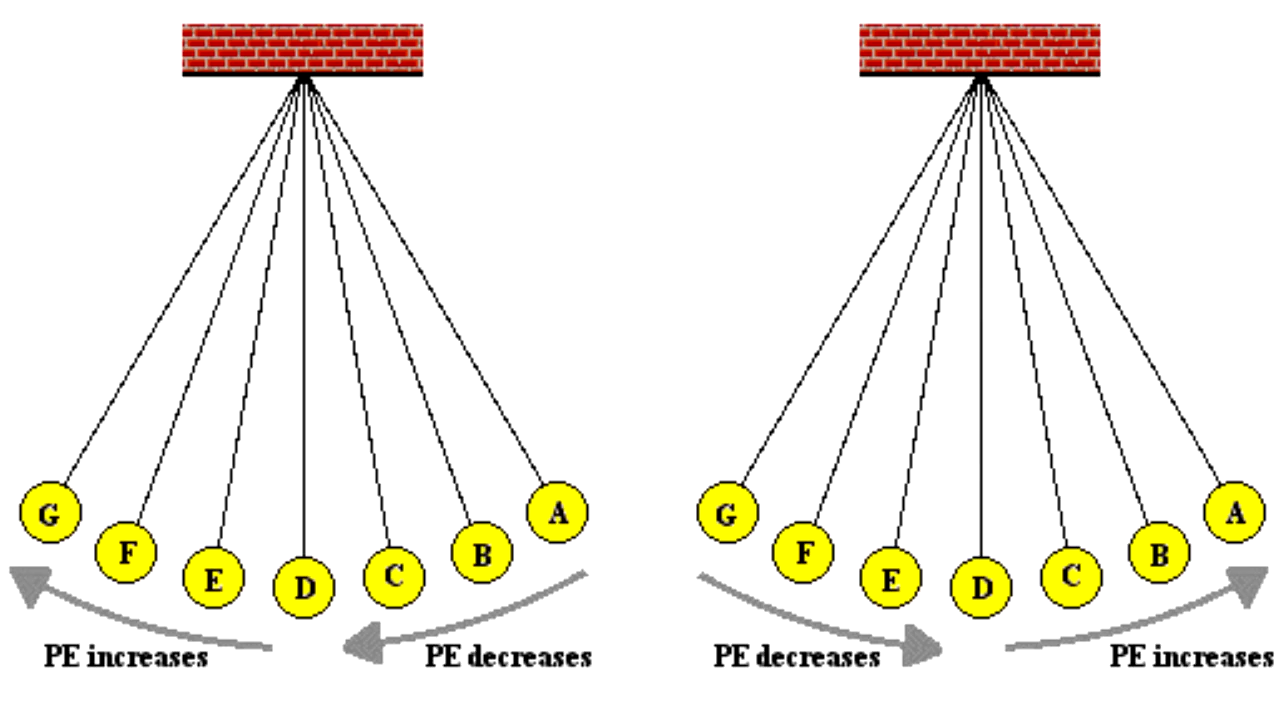 G F E D C B A
PE increases PE decreases
G F E D C B A
PE decreases PE increases